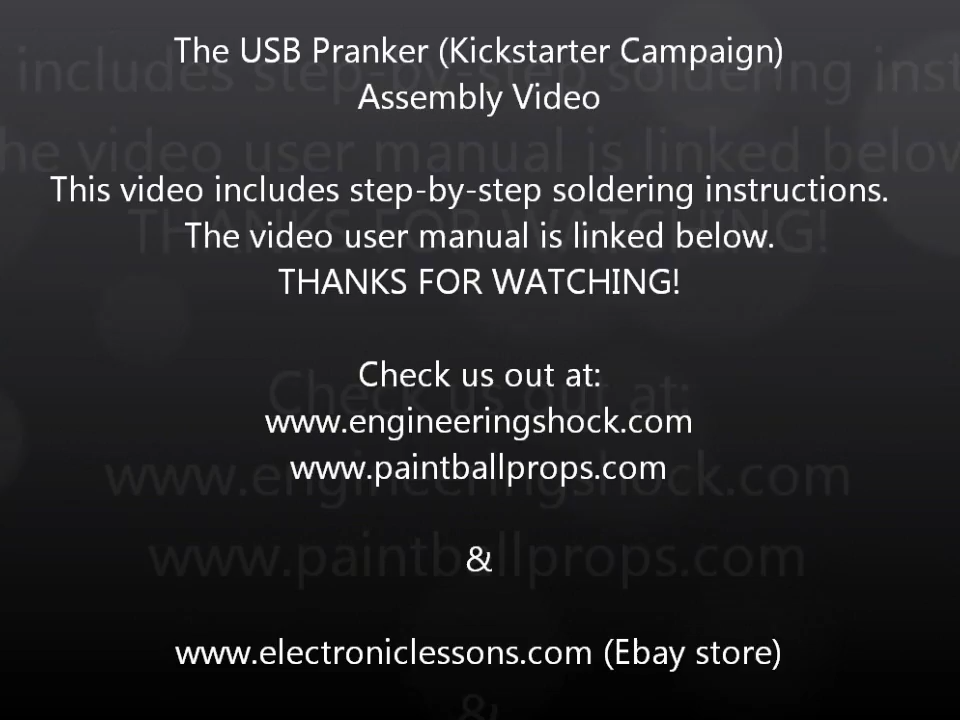 The USB Pranker (Kickstarter Campaign)
Assembly Video
This video includes step-by-step soldering instructions.
The video user manual is linked below.
THANKS FOR WATCHING!
Check us out at:
www.engineeringshock.com
www.paintballprops.com
&
www.electroniclessons.com (Ebay store)